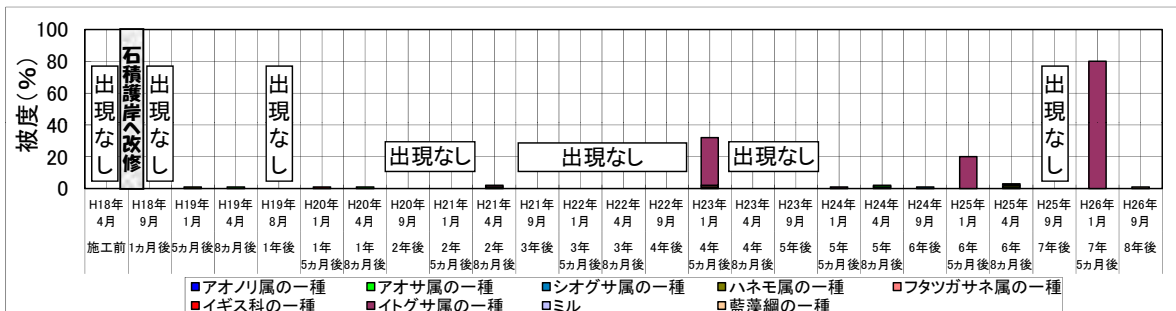 被度(%)
100
80
60
40
20
0
出現なし
石積護岸へ改修
出現なし
出現なし
出現なし
出現なし
出現なし
出現なし
H18年 H18年 H19年 H19年 H19年 H20年 H20年 H20年 H21年 H21年 H21年 H22年 H22年 H22年 H23年 H23年 H23年 H24年 H24年 H24年 H25年 H25年 H25年 H26年 H26年
4月 9月 1月 4月 8月 1月 4月 9月 1月 4月 9月 1月 4月 9月 1月 4月 9月 1月 4月 9月 1月 4月 9月 1月 9月
施工前 1ヵ月後 5ヵ月後 8ヵ月後 1年後 1年 1年 2年後 2年 2年 3年後 3年 3年 4年後 4年 4年 5年後 5年 5年 6年後 6年 6年 7年後 7年 8年後
5ヵ月後 8ヵ月後 5ヵ月後 8ヵ月後 5ヵ月後 8ヵ月後 5ヵ月後 8ヵ月後 5ヵ月後 8ヵ月後 5ヵ月後 8ヵ月後 5ヵ月後
アオノリ属の一種 アオサ属の一種 シオグサ属の一種 ハネモ属の一種 フタツガサネ属の一種
イギス科の一種 イトグサ属の一種 ミル 藍藻綱の一種